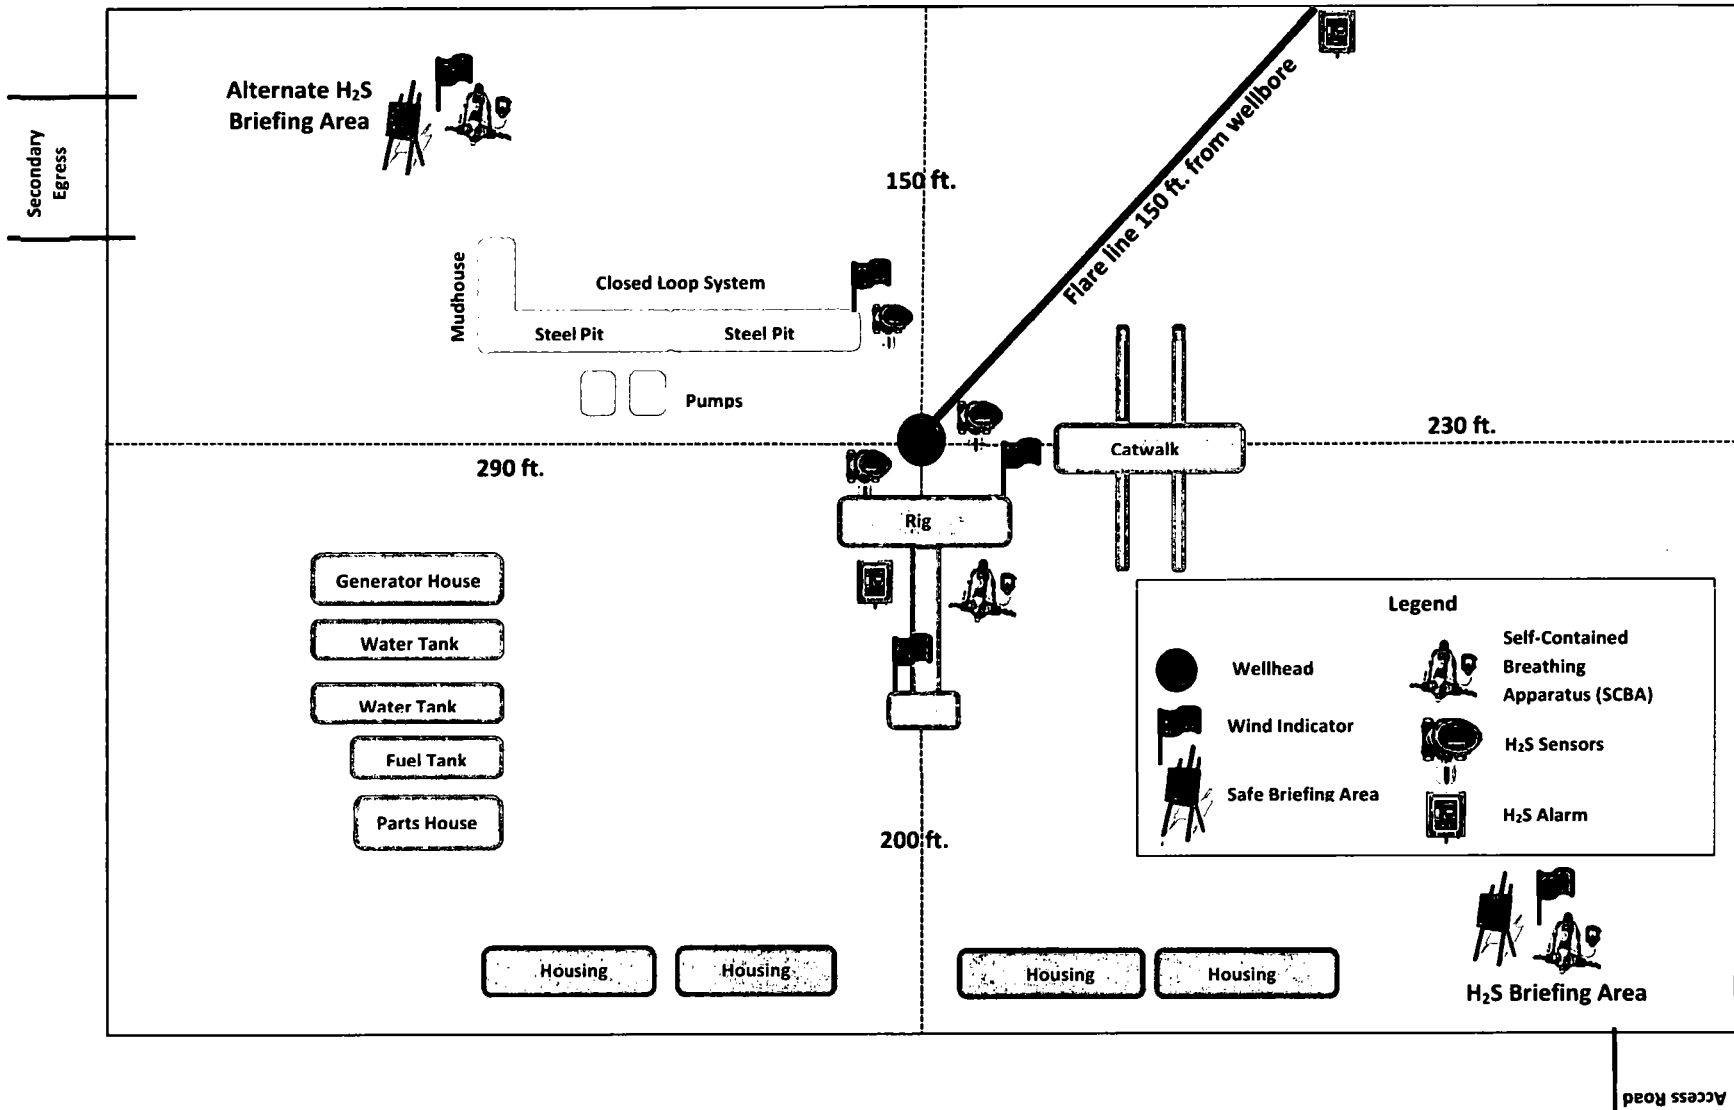 Alternate H₂S
Briefing Area
Secondary
Egress
150 ft.
Flare line 150 ft. from wellbore
Mudhouse
Closed Loop System
Steel Pit
Steel Pit
Pumps
290 ft.
230 ft.
Catwalk
Rig
Generator House
Water Tank
Water Tank
Fuel Tank
Parts House
200 ft.
Legend
Wellhead
Wind Indicator
Safe Briefing Area
Self-Contained
Breathing
Apparatus (SCBA)
H₂S Sensors
H₂S Alarm
Housing
Housing
Housing
Housing
H₂S Briefing Area
Access Road